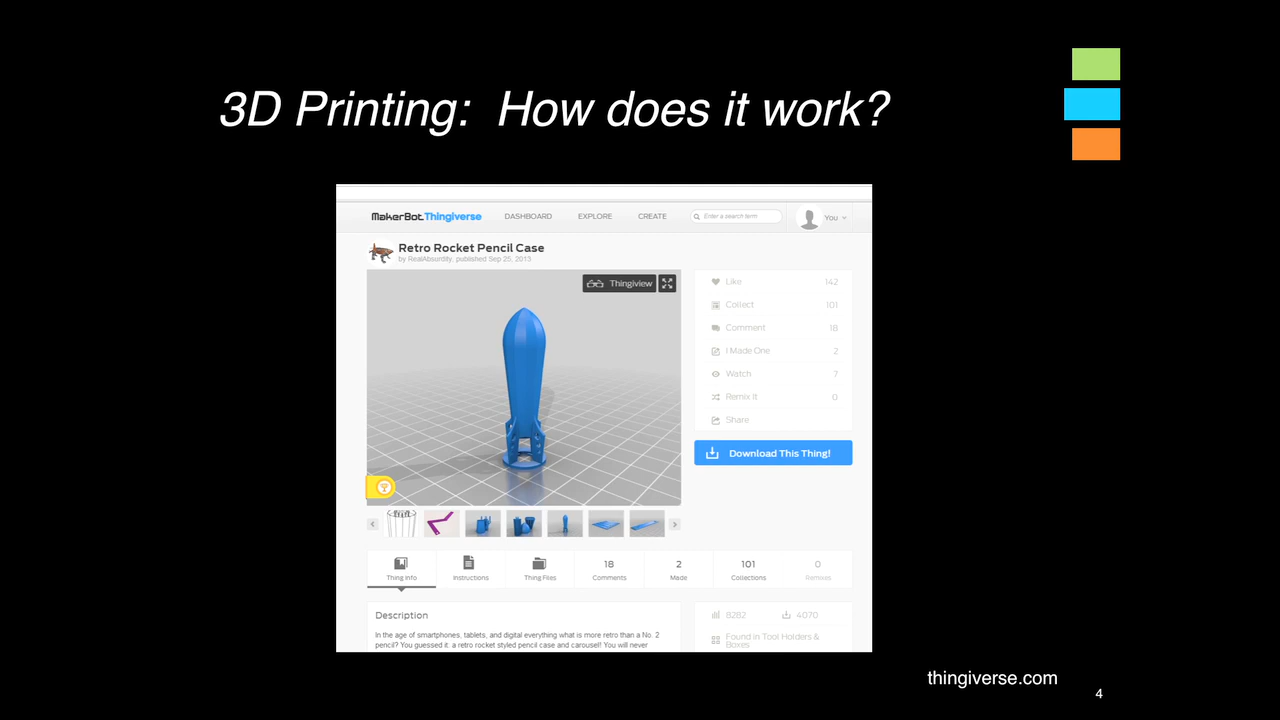 3D Printing:  How does it work?
MakerBot.Thingiverse
DASHBOARD
EXPLORE
CREATE
Enter a search term
You
Retro Rocket Pencil Case
by RealAbsurdity, published Sep 25, 2013
Thingiview
Like 142
Collect 101
Comment 18
I Made One 2
Watch 7
Remix it 0
Share
Download This Thing!
Thing Info
Instructions
Thing Files
18
Comments
2
Made
101
Collections
0
Remixes
Description
In the age of smartphones, tablets, and digital everything what is more retro than a No. 2
pencil? You guessed it: a retro rocket styled pencil case and carousel! You will never
8282
4070
Found in Tool Holders &
Boxes
thingiverse.com
4